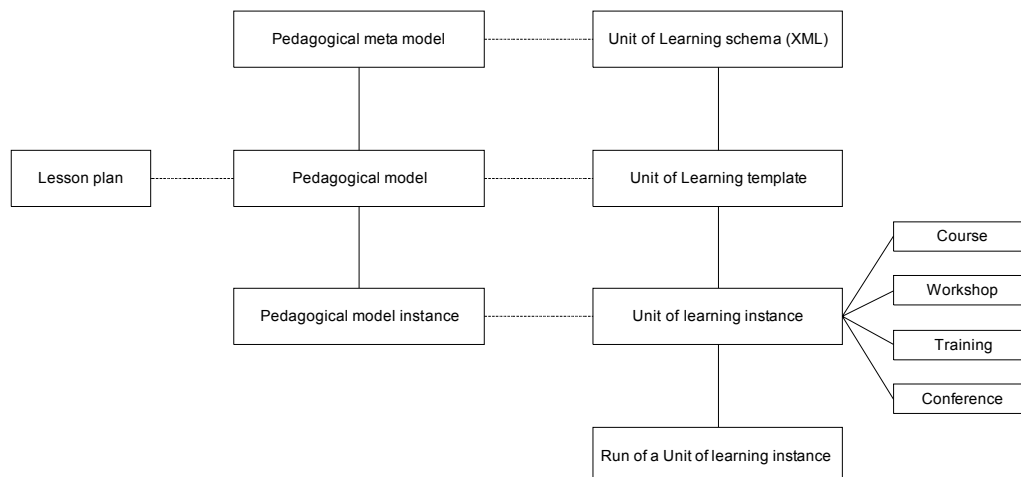 Pedagogical meta model
Unit of Learning schema (XML)
Lesson plan
Pedagogical model
Unit of Learning template
Course
Workshop
Pedagogical model instance
Unit of learning instance
Training
Conference
Run of a Unit of learning instance